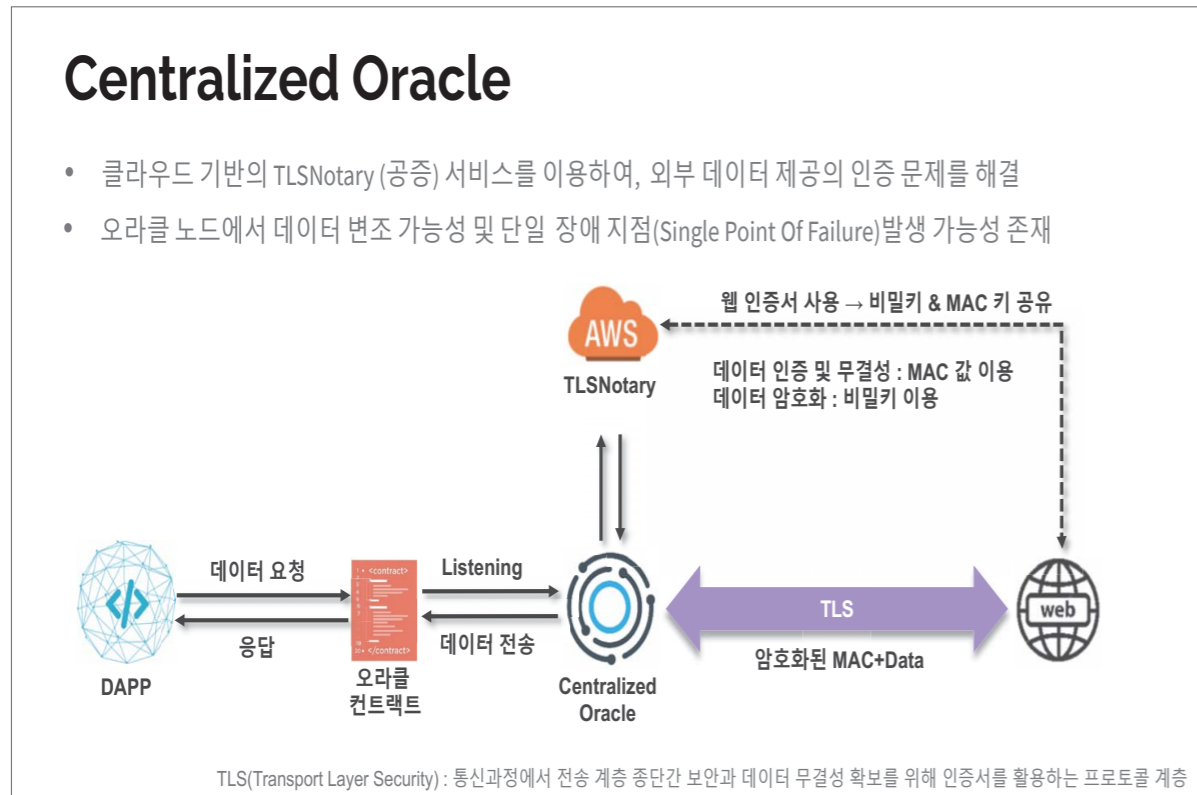 Centralized Oracle
• 클라우드 기반의 TLSNotary (공증) 서비스를 이용하여, 외부 데이터 제공의 인증 문제를 해결
• 오라클 노드에서 데이터 변조 가능성 및 단일 장애 지점(Single Point Of Failure)발생 가능성 존재
AWS
TLSNotary
웹 인증서 사용 → 비밀키 & MAC 키 공유
데이터 인증 및 무결성 : MAC 값 이용
데이터 암호화 : 비밀키 이용
데이터 요청
응답
</>
DAPP
<contract>
</contract>
오라클
컨트랙트
Listening
데이터 전송
Centralized
Oracle
TLS
암호화된 MAC+Data
web
TLS(Transport Layer Security) : 통신과정에서 전송 계층 종단간 보안과 데이터 무결성 확보를 위해 인증서를 활용하는 프로토콜 계층